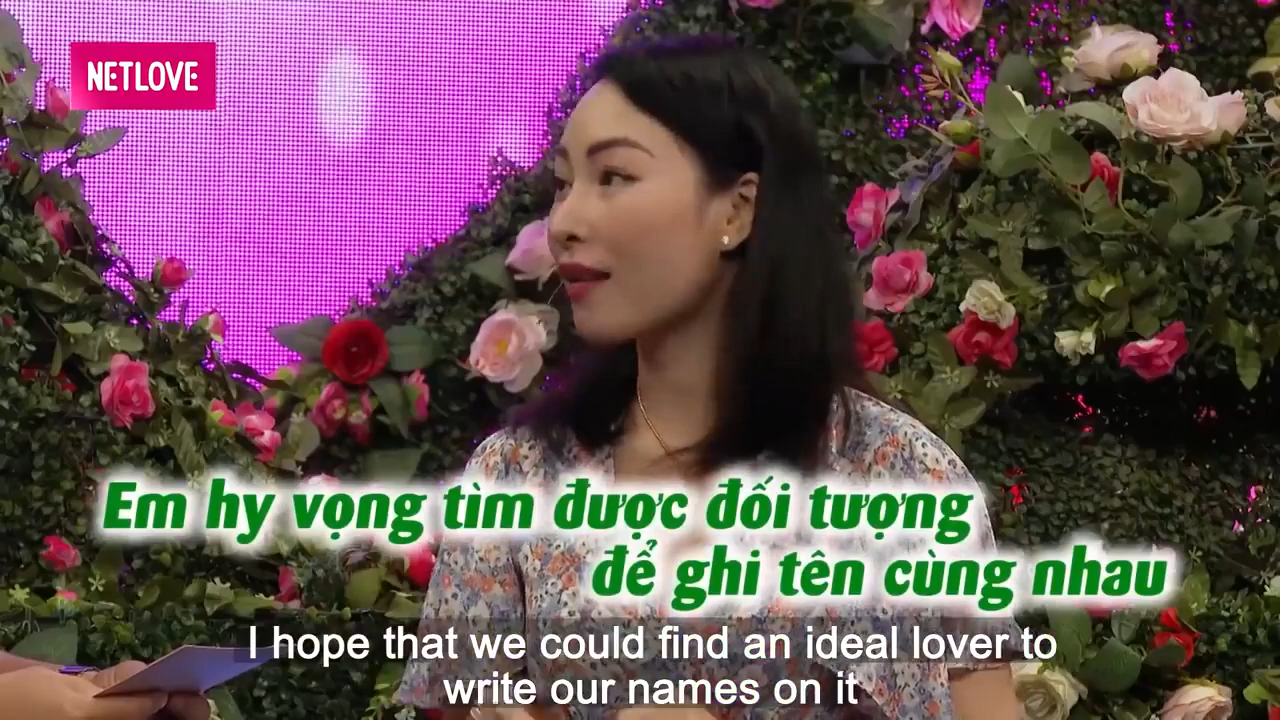 NETLOVE
Em hy vọng tìm được đối tượng
để ghi tên cùng nhau
I hope that we could find an ideal lover to
write our names on it